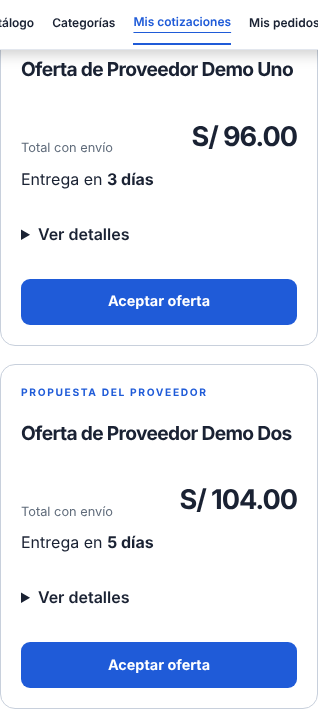 tálogo Categorías Mis cotizaciones Mis pedidos
Oferta de Proveedor Demo Uno
Total con envío S/ 96.00
Entrega en 3 días
Ver detalles
Aceptar oferta
PROPUESTA DEL PROVEEDOR
Oferta de Proveedor Demo Dos
Total con envío S/ 104.00
Entrega en 5 días
Ver detalles
Aceptar oferta